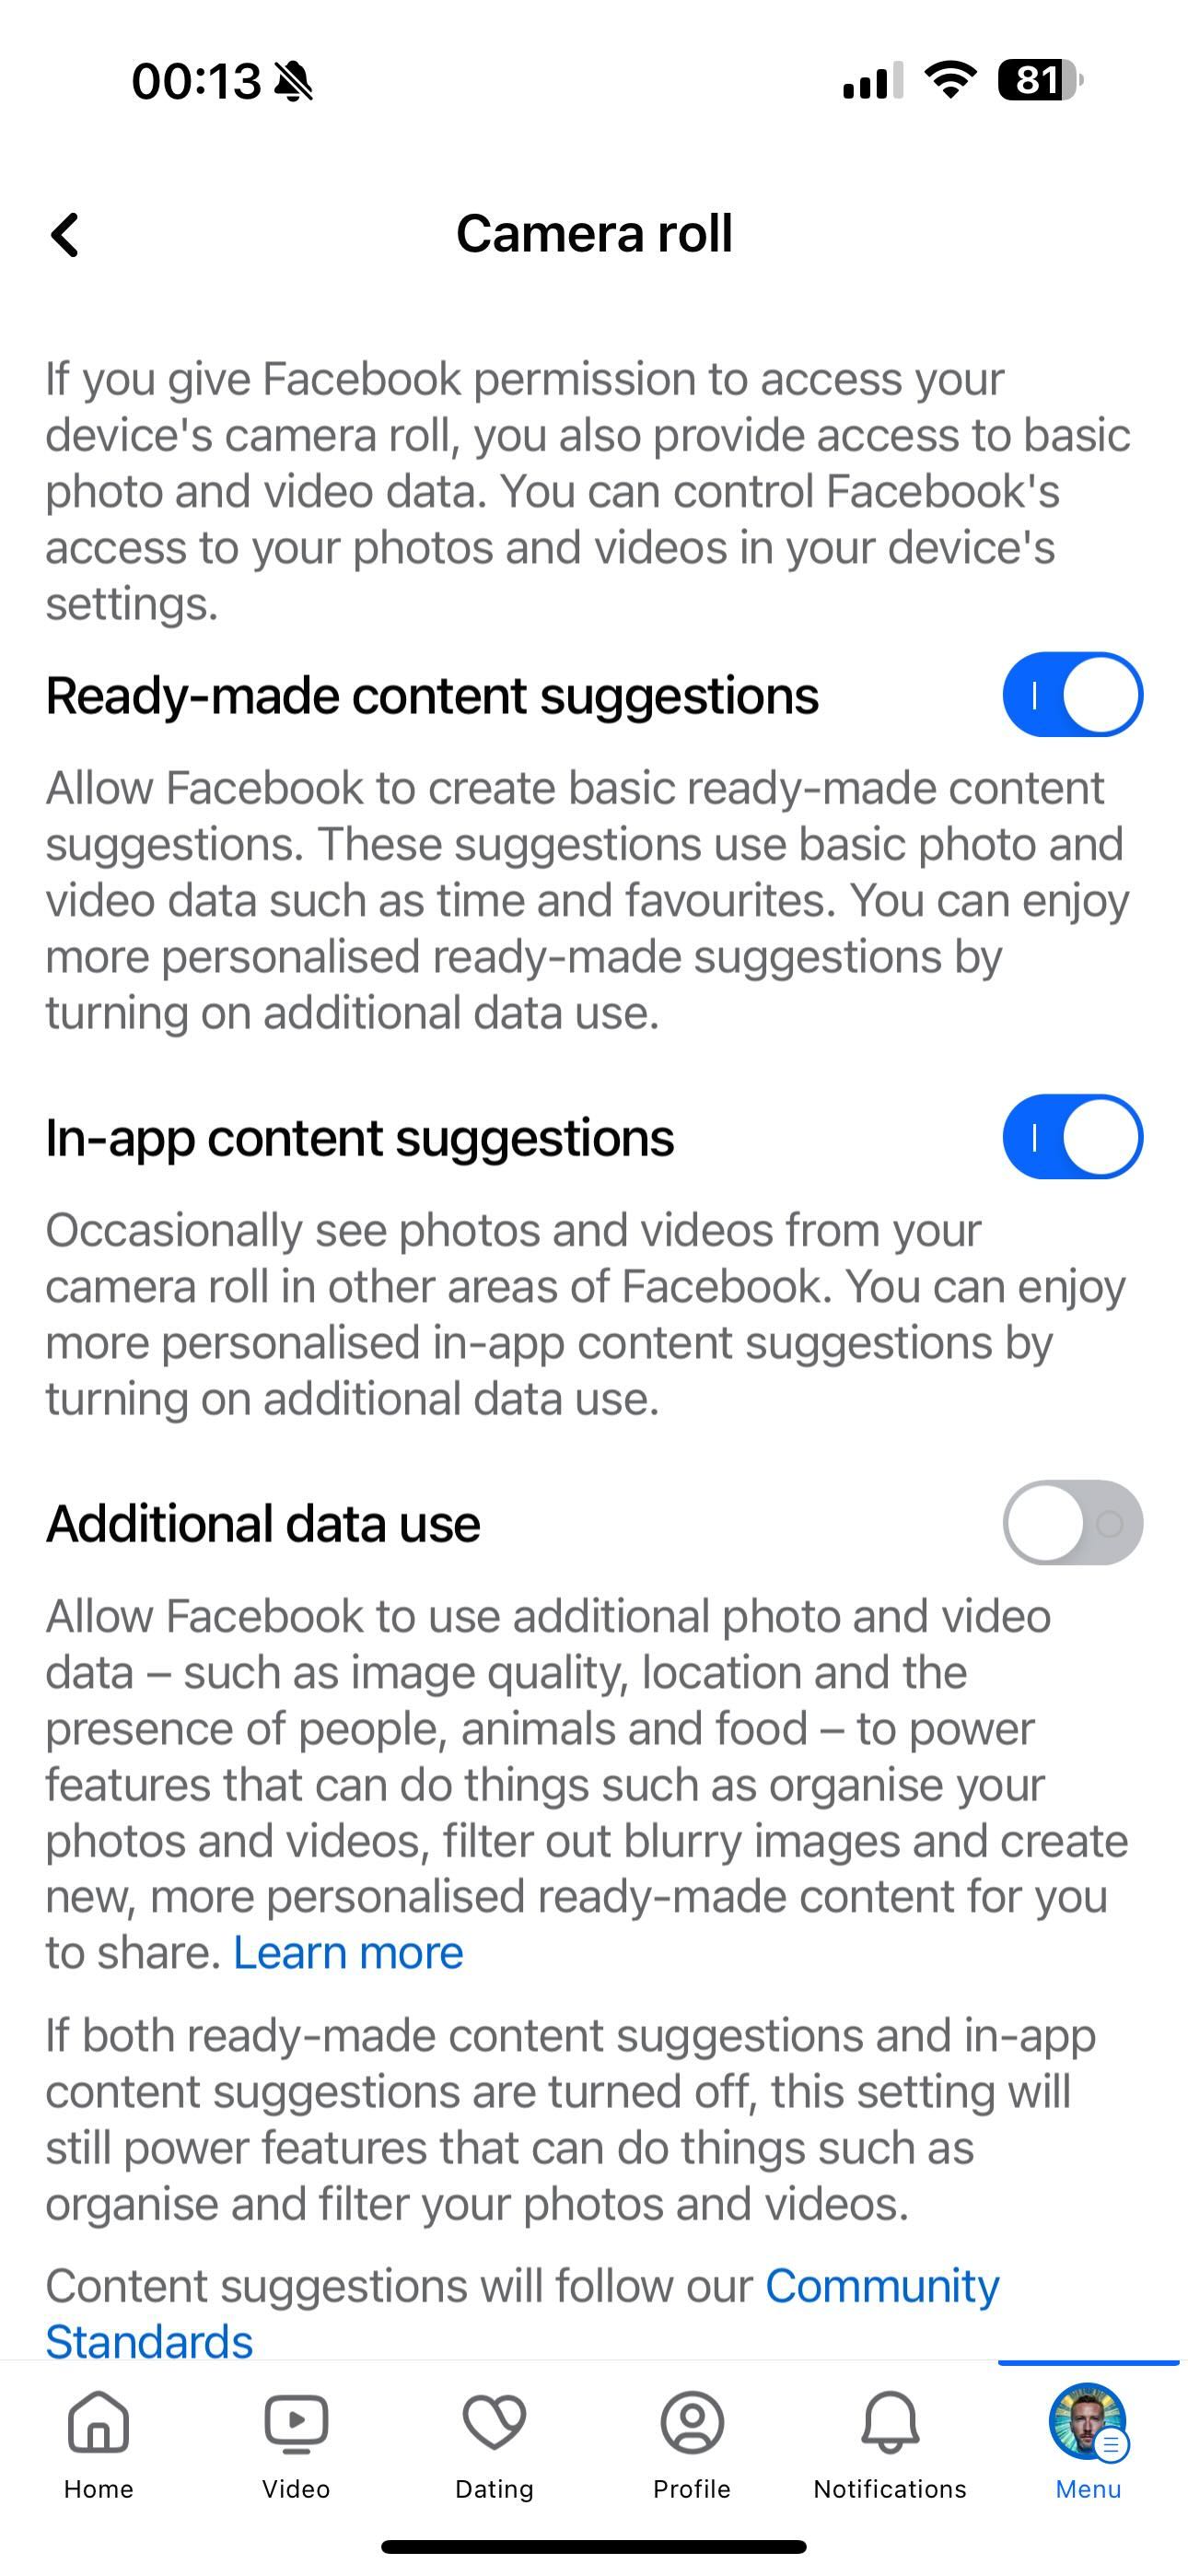 00:13
81
Camera roll
If you give Facebook permission to access your
device's camera roll, you also provide access to basic
photo and video data. You can control Facebook's
access to your photos and videos in your device's
settings.
Ready-made content suggestions
Allow Facebook to create basic ready-made content
suggestions. These suggestions use basic photo and
video data such as time and favourites. You can enjoy
more personalised ready-made suggestions by
turning on additional data use.
In-app content suggestions
Occasionally see photos and videos from your
camera roll in other areas of Facebook. You can enjoy
more personalised in-app content suggestions by
turning on additional data use.
Additional data use
Allow Facebook to use additional photo and video
data – such as image quality, location and the
presence of people, animals and food – to power
features that can do things such as organise your
photos and videos, filter out blurry images and create
new, more personalised ready-made content for you
to share. Learn more
If both ready-made content suggestions and in-app
content suggestions are turned off, this setting will
still power features that can do things such as
organise and filter your photos and videos.
Content suggestions will follow our Community
Standards
Home Video Dating Profile Notifications Menu